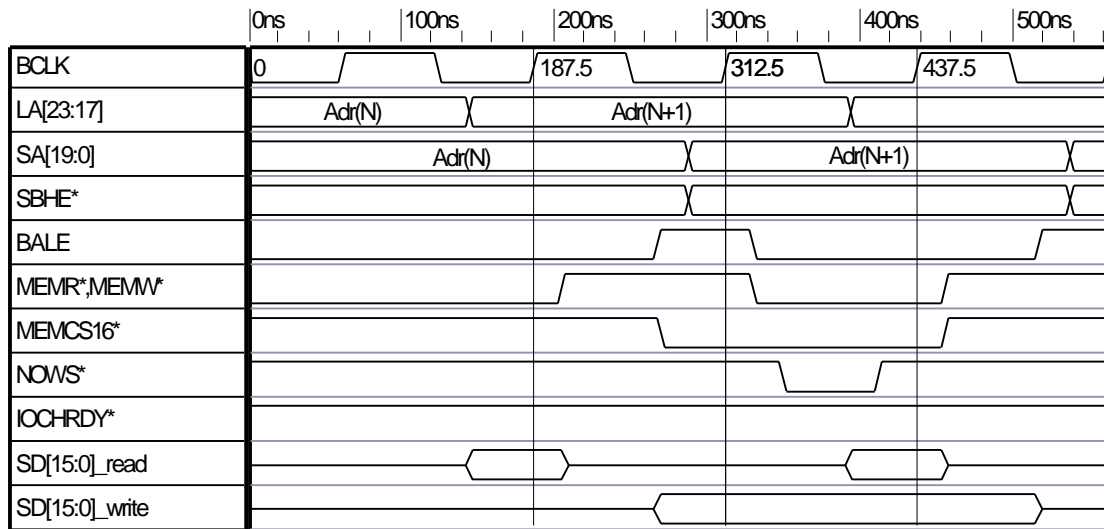 0ns 100ns 200ns 300ns 400ns 500ns
BCLK 0 187.5 312.5 437.5
LA[23:17] Adr(N) Adr(N+1)
SA[19:0] Adr(N) Adr(N+1)
SBHE*
BALE
MEMR*,MEMW*
MEMCS16*
NOWS*
IOCHRDY*
SD[15:0]_read
SD[15:0]_write